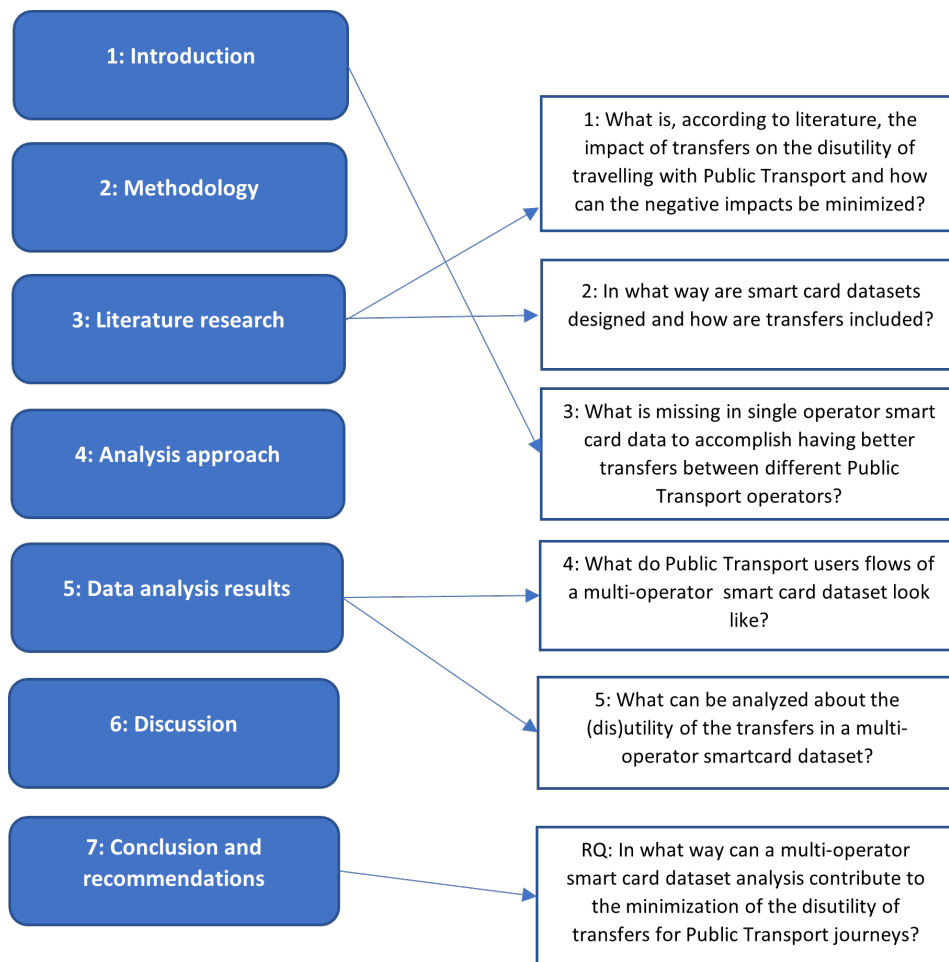 1: Introduction
2: Methodology
3: Literature research
4: Analysis approach
5: Data analysis results
6: Discussion
7: Conclusion and
recommendations
1: What is, according to literature, the
impact of transfers on the disutility of
travelling with Public Transport and how
can the negative impacts be minimized?
2: In what way are smart card datasets
designed and how are transfers included?
3: What is missing in single operator smart
card data to accomplish having better
transfers between different Public
Transport operators?
4: What do Public Transport users flows of
a multi-operator  smart card dataset look
like?
5: What can be analyzed about the
(dis)utility of the transfers in a multi-
operator smartcard dataset?
RQ: In what way can a multi-operator
smart card dataset analysis contribute to
the minimization of the disutility of
transfers for Public Transport journeys?